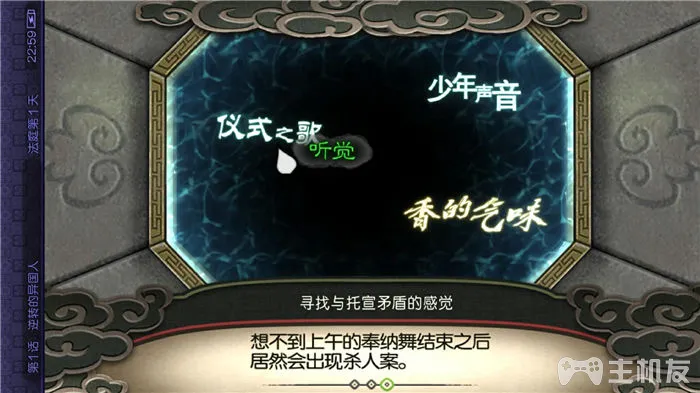 22:59
法庭第1天
第1话 逆转的异国人
少年声音
仪式之歌
听觉
香的气味
寻找与托宣矛盾的感觉
想不到上午的奉纳舞结束之后
居然会出现杀人案。
主机友